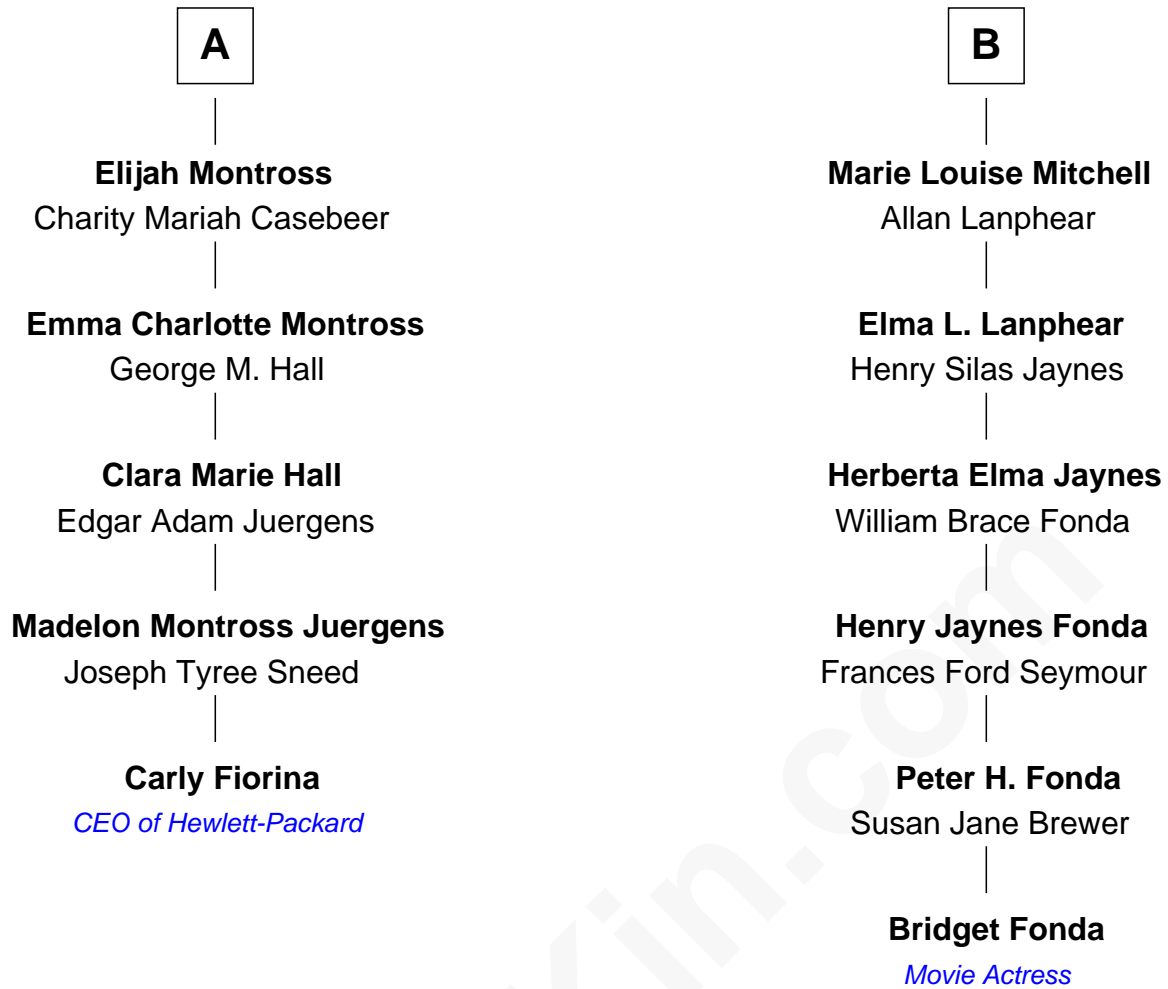 A
Elijah Montross
Charity Mariah Casebeer
Emma Charlotte Montross
George M. Hall
Clara Marie Hall
Edgar Adam Juergens
Madelon Montross Juergens
Joseph Tyree Sneed
Carly Fiorina
CEO of Hewlett-Packard
B
Marie Louise Mitchell
Allan Lanphear
Elma L. Lanphear
Henry Silas Jaynes
Herberta Elma Jaynes
William Brace Fonda
Henry Jaynes Fonda
Frances Ford Seymour
Peter H. Fonda
Susan Jane Brewer
Bridget Fonda
Movie Actress
Kin.com